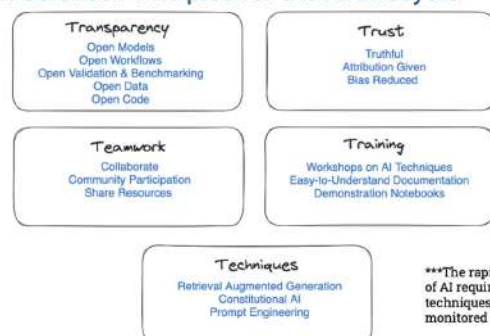 Transparency
Open Models
Open Workflows
Open Validation & Benchmarking
Open Data
Open Code
Trust
Truthful
Attribution Given
Bias Reduced
Teamwork
Collaborate
Community Participation
Share Resources
Training
Workshops on AI Techniques
Easy-to-Understand Documentation
Demonstration Notebooks
Techniques
Retrieval Augmented Generation
Constitutional AI
Prompt Engineering
***The rap
of AI requi
techniques
monitored